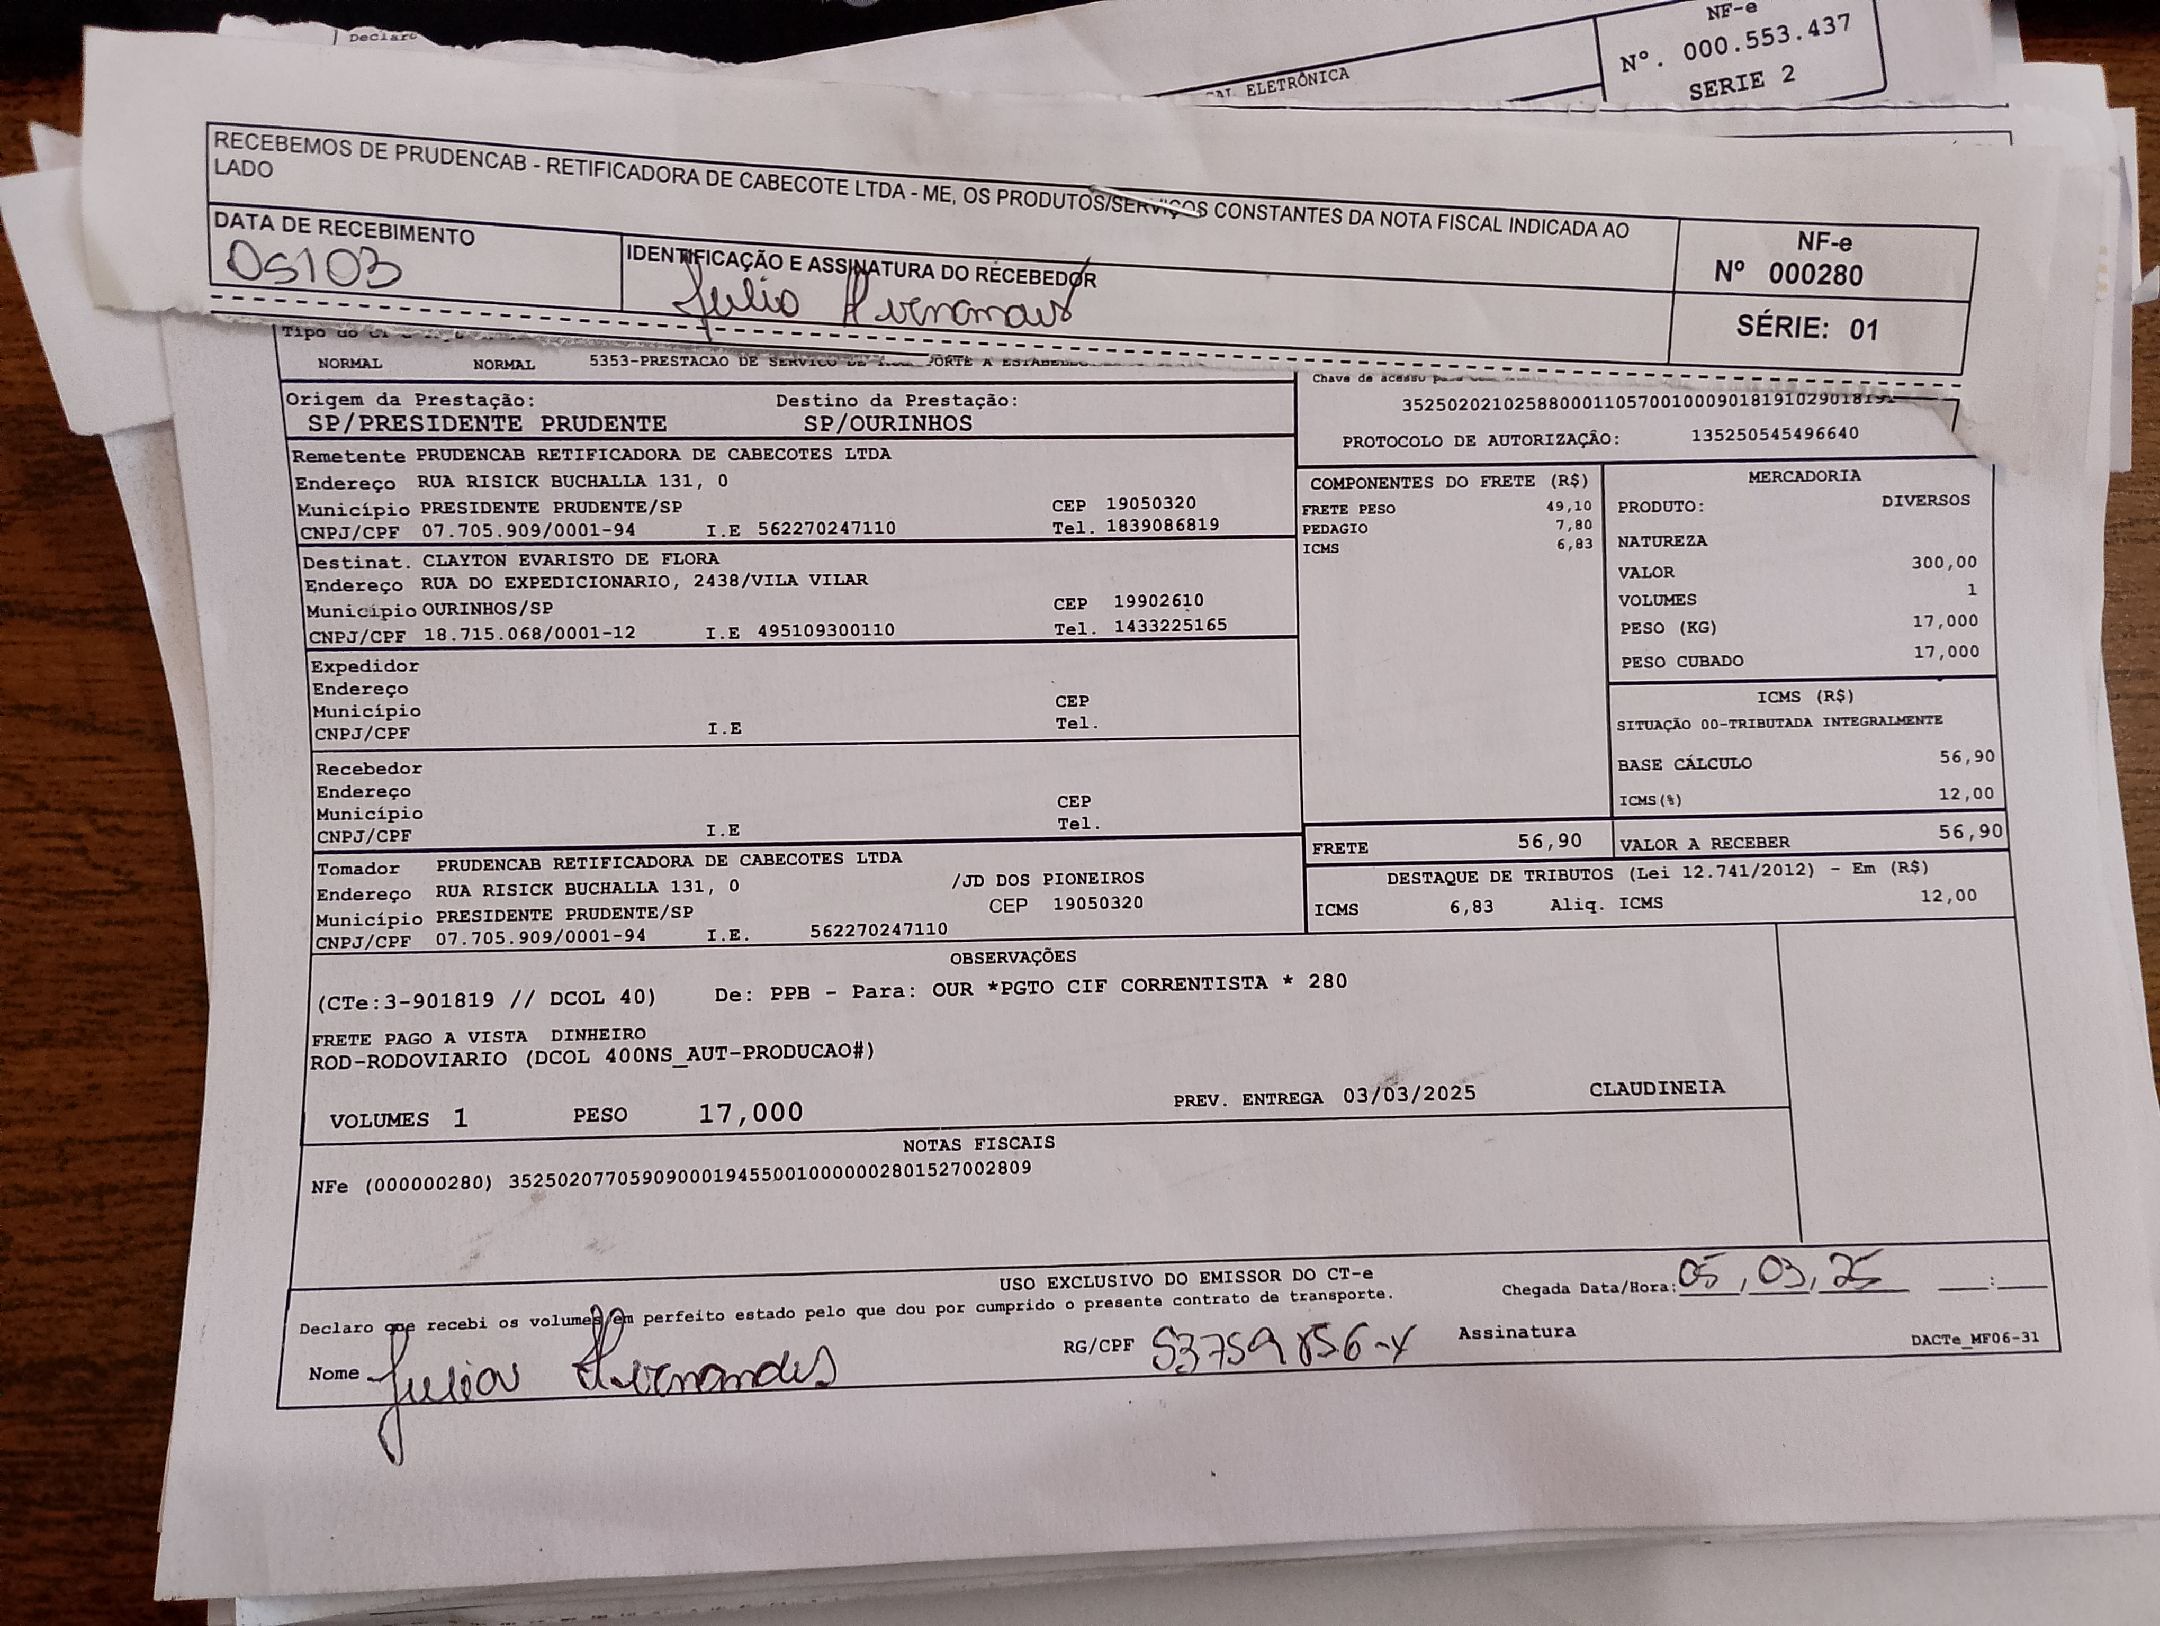 Declaro
NF-e
Nº. 000.553.437
SERIE 2
ELETRÔNICA
RECEBEMOS DE PRUDENCAB - RETIFICADORA DE CABECOTE LTDA - ME, OS PRODUTOS/SERVIÇOS CONSTANTES DA NOTA FISCAL INDICADA AO
LADO
DATA DE RECEBIMENTO
05103
IDENTIFICAÇÃO E ASSINATURA DO RECEBEDOR
Julio
NF-e
Nº 000280
SÉRIE: 01
Tipo do
NORMAL NORMAL 5353-PRESTACAO DE SERVICO DE
Origem da Prestação: Destino da Prestação:
SP/PRESIDENTE PRUDENTE SP/OURINHOS
Remetente PRUDENCAB RETIFICADORA DE CABECOTES LTDA
Endereço RUA RISICK BUCHALLA 131, 0
Município PRESIDENTE PRUDENTE/SP CEP 19050320
CNPJ/CPF 07.705.909/0001-94 I.E 562270247110 Tel. 1839086819
Destinat. CLAYTON EVARISTO DE FLORA
Endereço RUA DO EXPEDICIONARIO, 2438/VILA VILAR
Município OURINHOS/SP CEP 19902610
CNPJ/CPF 18.715.068/0001-12 I.E 495109300110 Tel. 1433225165
Expedidor
Endereço
Município CEP
CNPJ/CPF I.E Tel.
Recebedor
Endereço
Município CEP
CNPJ/CPF I.E Tel.
Tomador PRUDENCAB RETIFICADORA DE CABECOTES LTDA
Endereço RUA RISICK BUCHALLA 131, 0 /JD DOS PIONEIROS
Município PRESIDENTE PRUDENTE/SP CEP 19050320
CNPJ/CPF 07.705.909/0001-94 I.E. 562270247110
Chave de acesso
PROTOCOLO DE AUTORIZAÇÃO: 135250545496640
COMPONENTES DO FRETE (R$)
FRETE PESO 49,10
PEDAGIO 7,80
ICMS 6,83
MERCADORIA
PRODUTO: DIVERSOS
NATUREZA
VALOR 300,00
VOLUMES 1
PESO (KG) 17,000
PESO CUBADO 17,000
ICMS (R$)
SITUAÇÃO 00-TRIBUTADA INTEGRALMENTE
BASE CÁLCULO 56,90
ICMS(%) 12,00
FRETE 56,90 VALOR A RECEBER 56,90
DESTAQUE DE TRIBUTOS (Lei 12.741/2012) - Em (R$)
ICMS 6,83 Aliq. ICMS 12,00
OBSERVAÇÕES
(CTe:3-901819 // DCOL 40) De: PPB - Para: OUR *PGTO CIF CORRENTISTA * 280
FRETE PAGO A VISTA DINHEIRO
ROD-RODOVIARIO (DCOL 400NS_AUT-PRODUCAO#)
VOLUMES 1 PESO 17,000 PREV. ENTREGA 03/03/2025 CLAUDINEIA
NOTAS FISCAIS
NFe (000000280) 35250207705909000194550010000002801527002809
USO EXCLUSIVO DO EMISSOR DO CT-e
Declaro que recebi os volumes em perfeito estado pelo que dou por cumprido o presente contrato de transporte.
Chegada Data/Hora: 05,03,25 :
Nome Julia Hernandes RG/CPF Assinatura
DACTe_MF06-31